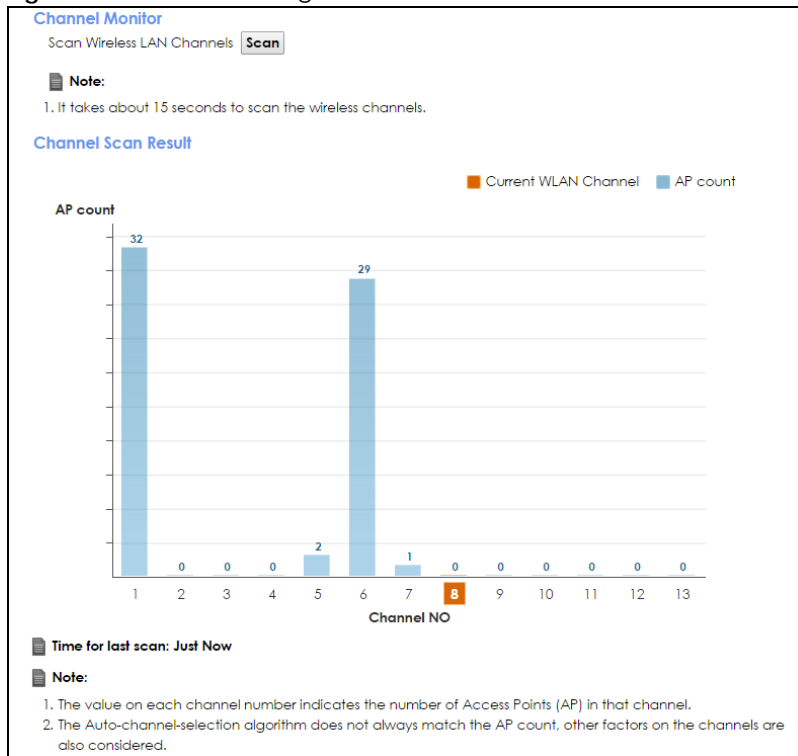 Channel Monitor
Scan Wireless LAN Channels Scan
Note:
1. It takes about 15 seconds to scan the wireless channels.
Channel Scan Result
Current WLAN Channel AP count
AP count
32
0
0
0
2
29
1
0
0
0
0
0
0
1 2 3 4 5 6 7 8 9 10 11 12 13
Channel NO
Time for last scan: Just Now
Note:
1. The value on each channel number indicates the number of Access Points (AP) in that channel.
2. The Auto-channel-selection algorithm does not always match the AP count, other factors on the channels are
also considered.